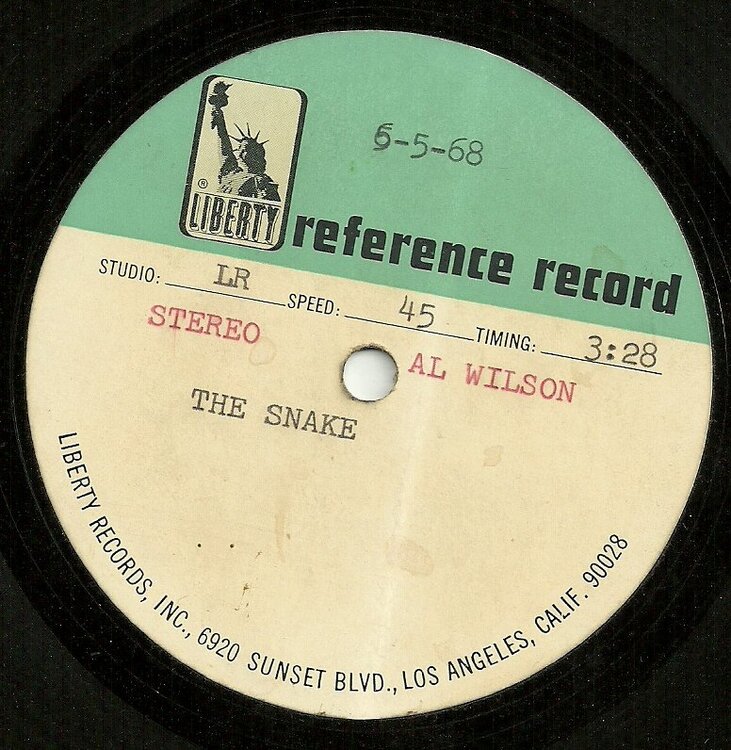 6-5-68
®
LIBERTY
reference record
STUDIO: LR SPEED: 45 TIMING: 3:28
STEREO AL WILSON
THE SNAKE
LIBERTY RECORDS, INC., 6920 SUNSET BLVD., LOS ANGELES, CALIF. 90028